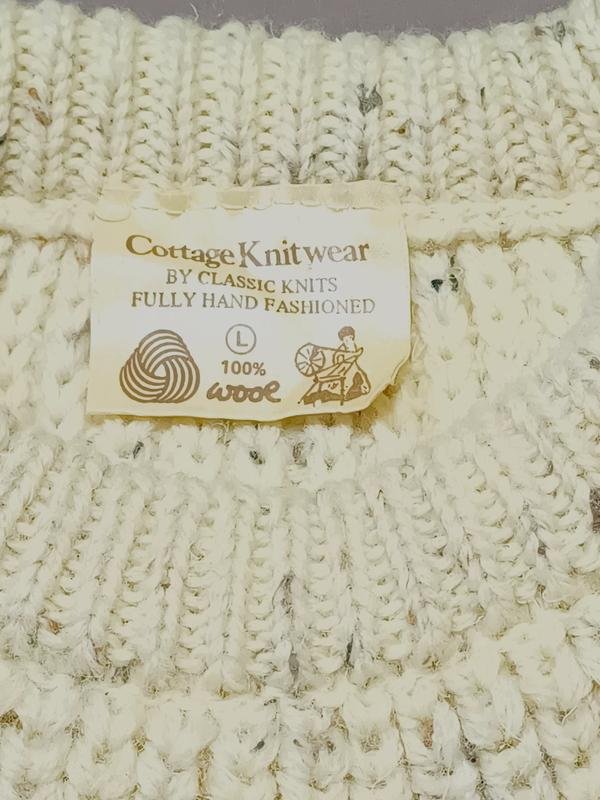 Cottage Knitwear
BY CLASSIC KNITS
FULLY HAND FASHIONED
L
100%
wool